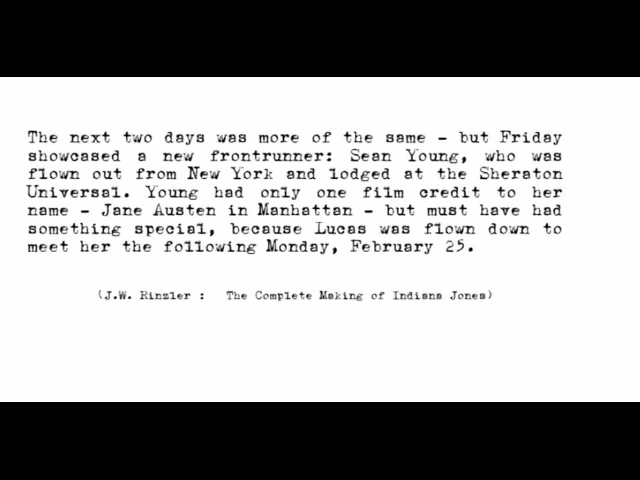 The next two days was more of the same - but Friday
showcased a new frontrunner: Sean Young, who was
flown out from New York and lodged at the Sheraton
Universal. Young had only one film credit to her
name - Jane Austen in Manhattan - but must have had
something special, because Lucas was flown down to
meet her the following Monday, February 25.
(J.W. Rinzler : The Complete Making of Indiana Jones)